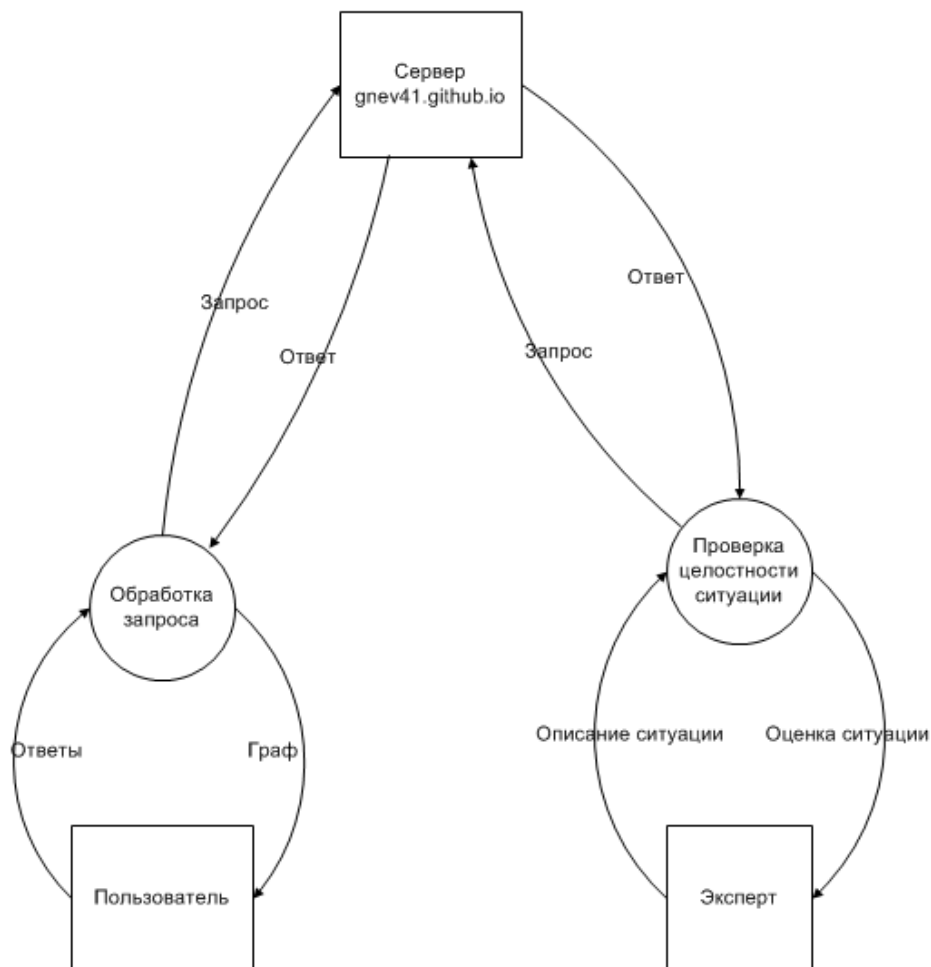 Сервер
gnev41.github.io
Ответ
Запрос
Ответ
Запрос
Проверка
целостности
ситуации
Обработка
запроса
Описание ситуации
Оценка ситуации
Ответы
Граф
Пользователь
Эксперт